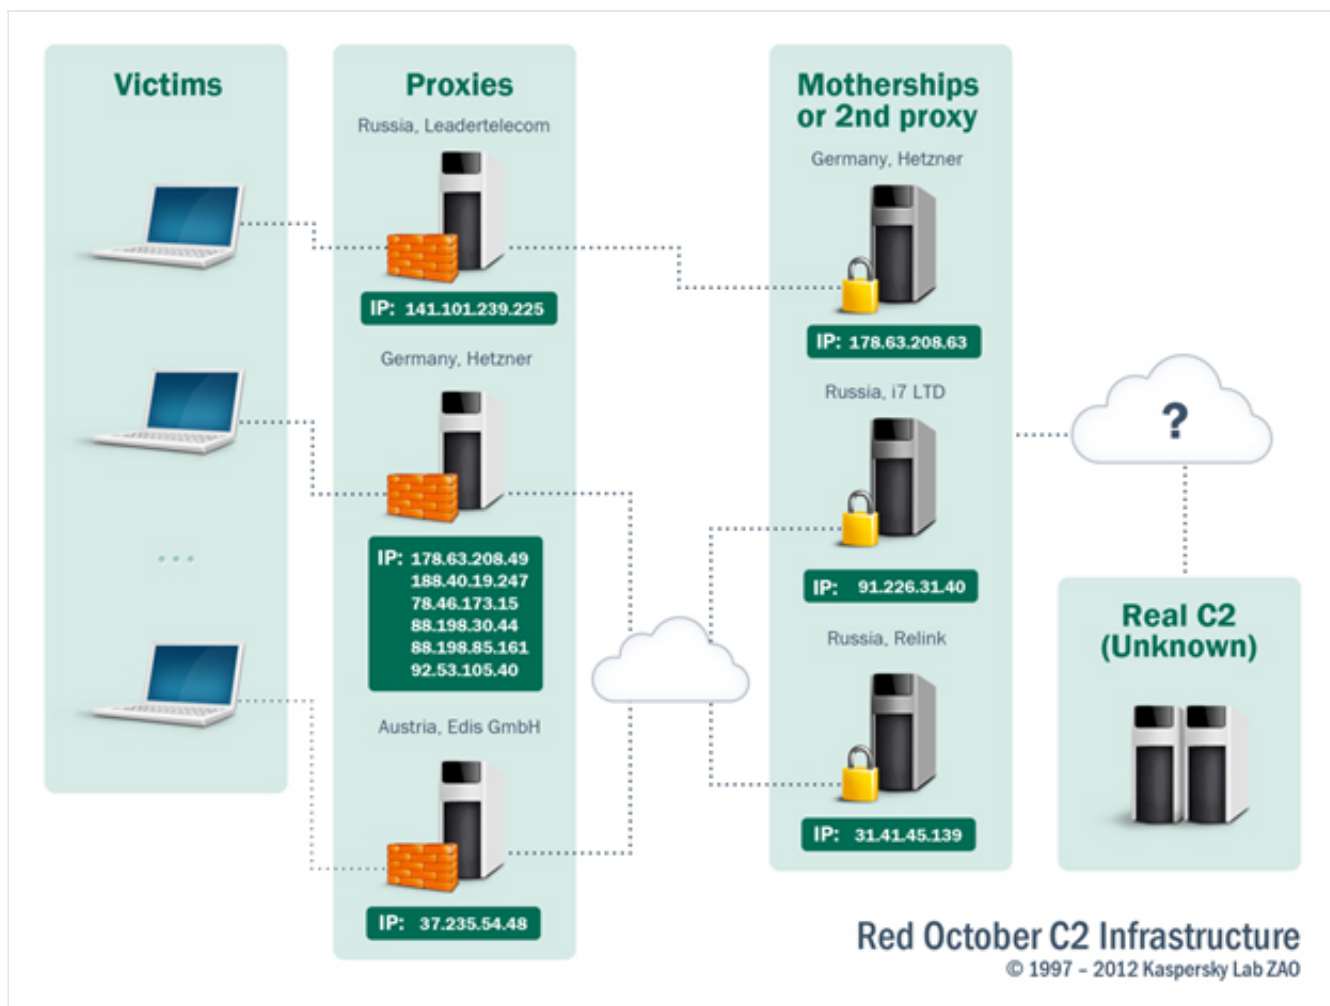 Victims
...
Proxies
Russia, Leadertelecom
IP: 141.101.239.225
Germany, Hetzner
IP: 178.63.208.49
188.40.19.247
78.46.173.15
88.198.30.44
88.198.85.161
92.53.105.40
Austria, Edis GmbH
IP: 37.235.54.48
Motherships
or 2nd proxy
Germany, Hetzner
IP: 178.63.208.63
Russia, i7 LTD
IP: 91.226.31.40
Russia, Relink
IP: 31.41.45.139
?
Real C2
(Unknown)
Red October C2 Infrastructure
© 1997 – 2012 Kaspersky Lab ZAO